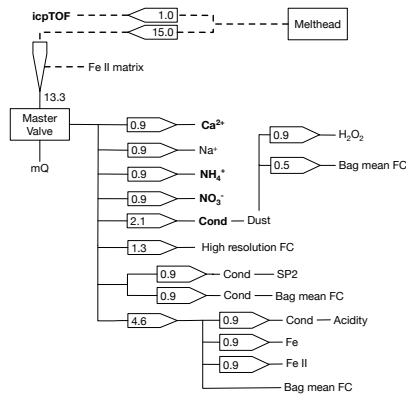 icpTOF
1.0
15.0
Melthead
Fe II matrix
13.3
Master
Valve
mQ
0.9 Ca²⁺
0.9 Na⁺
0.9 NH₄⁺
0.9 NO₃⁻
2.1 Cond Dust
0.9 H₂O₂
0.5 Bag mean FC
1.3 High resolution FC
0.9 Cond SP2
0.9 Cond Bag mean FC
4.6
0.9 Cond Acidity
0.9 Fe
0.9 Fe II
Bag mean FC